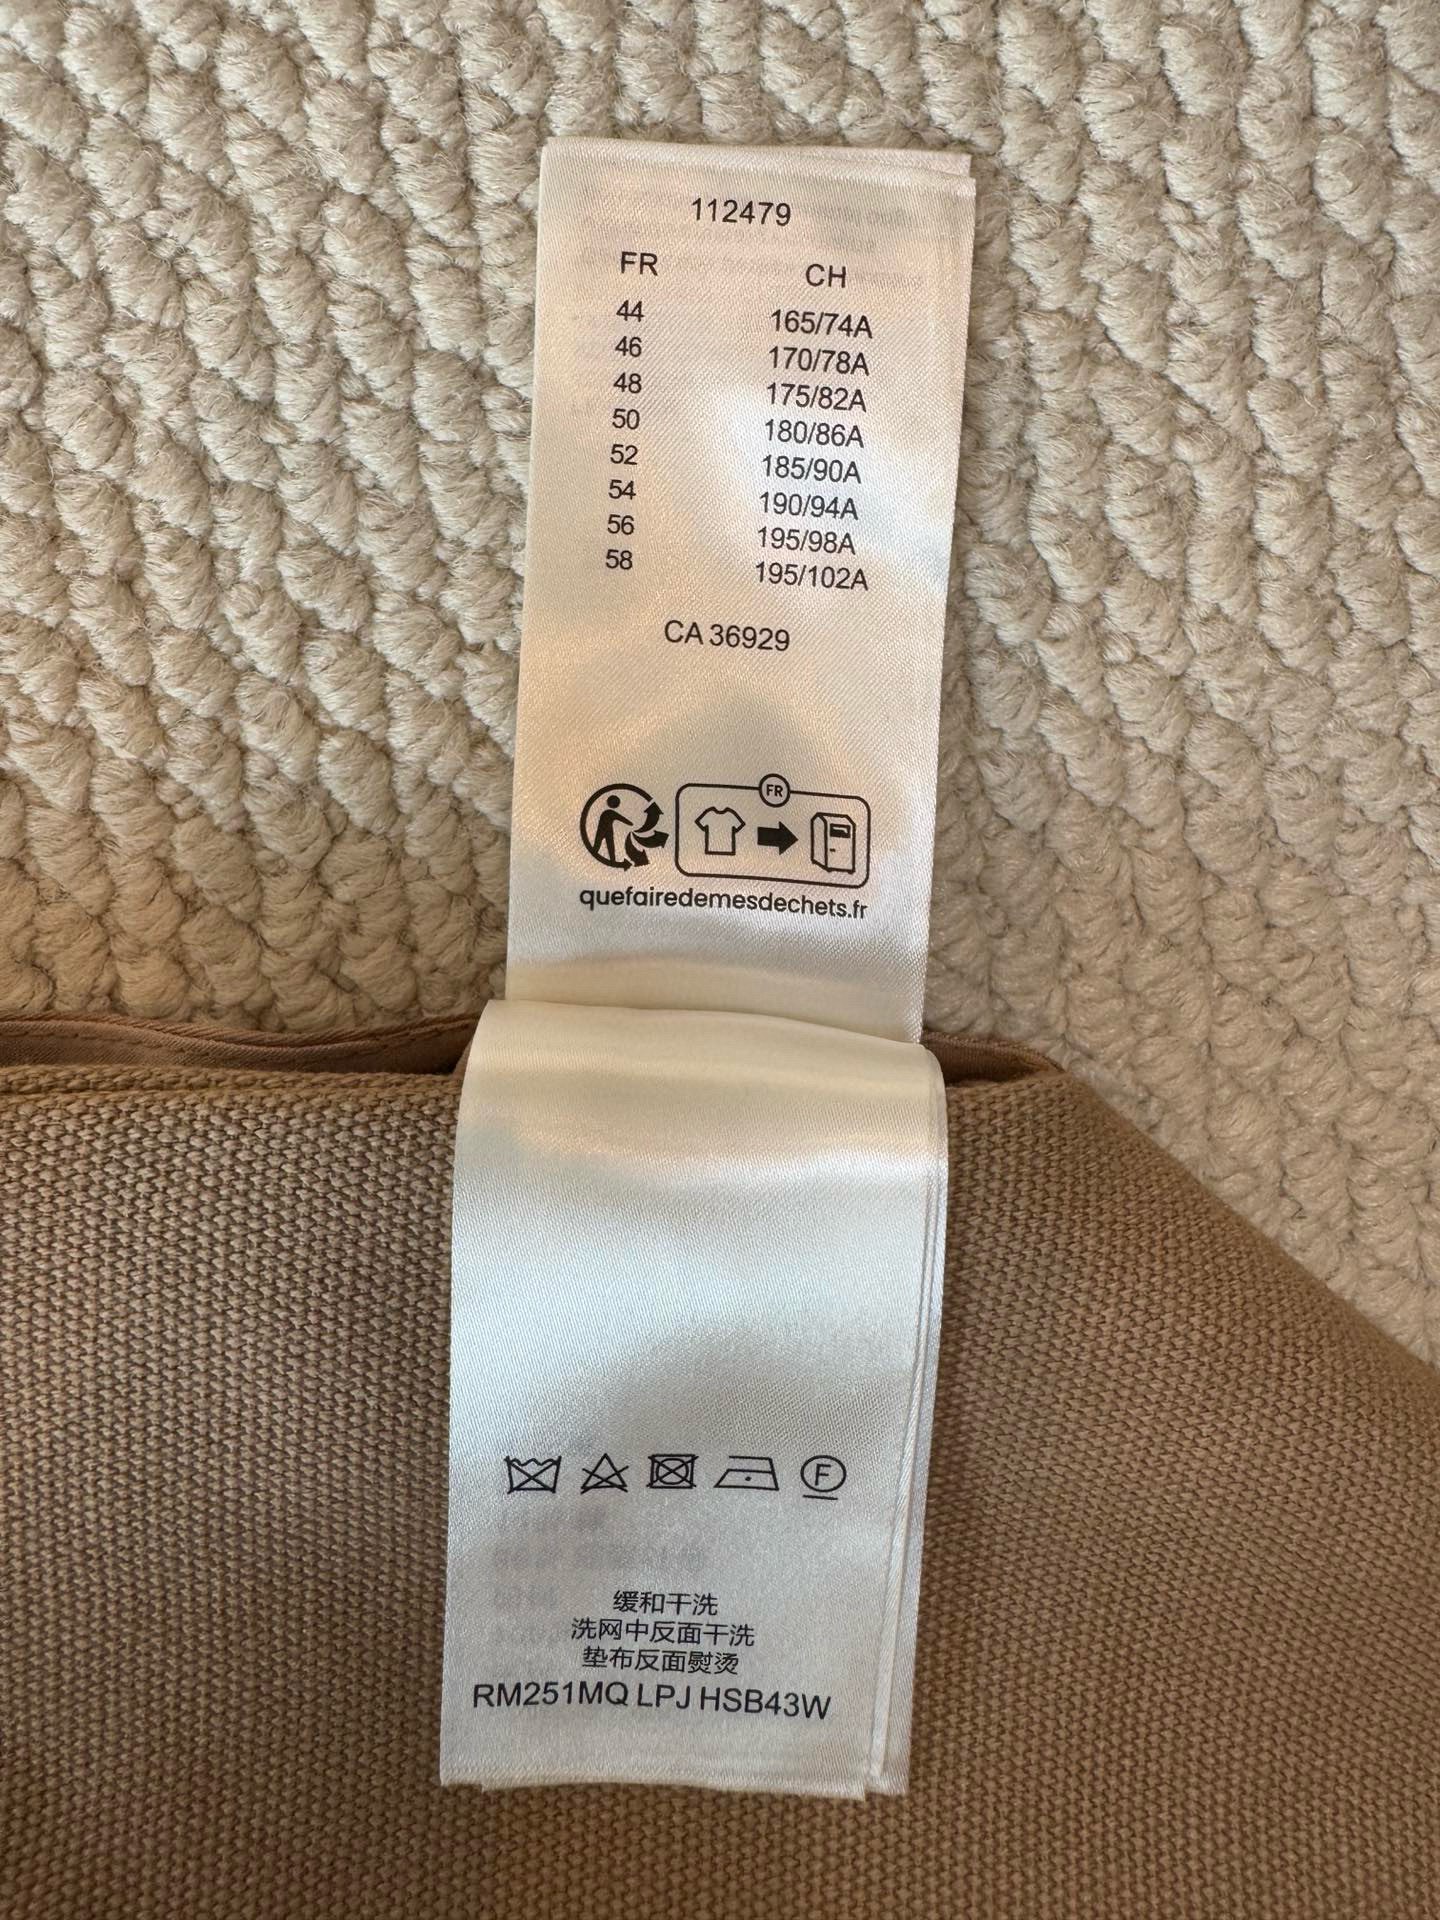 112479
FR CH
44 165/74A
46 170/78A
48 175/82A
50 180/86A
52 185/90A
54 190/94A
56 195/98A
58 195/102A
CA 36929
FR
quefairedemesdechets.fr
F
缓和干洗
洗网中反面干洗
垫布反面熨烫
RM251MQ LPJ HSB43W